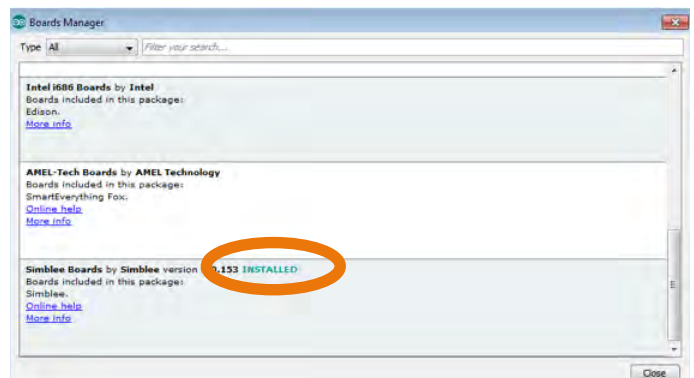 Boards Manager
Type All Filter your search...
Intel i686 Boards by Intel
Boards included in this package:
Edison.
More info
AMEL-Tech Boards by AMEL Technology
Boards included in this package:
SmartEverything Fox.
Online help
More info
Simblee Boards by Simblee version 0.153 INSTALLED
Boards included in this package:
Simblee.
Online help
More info
Close